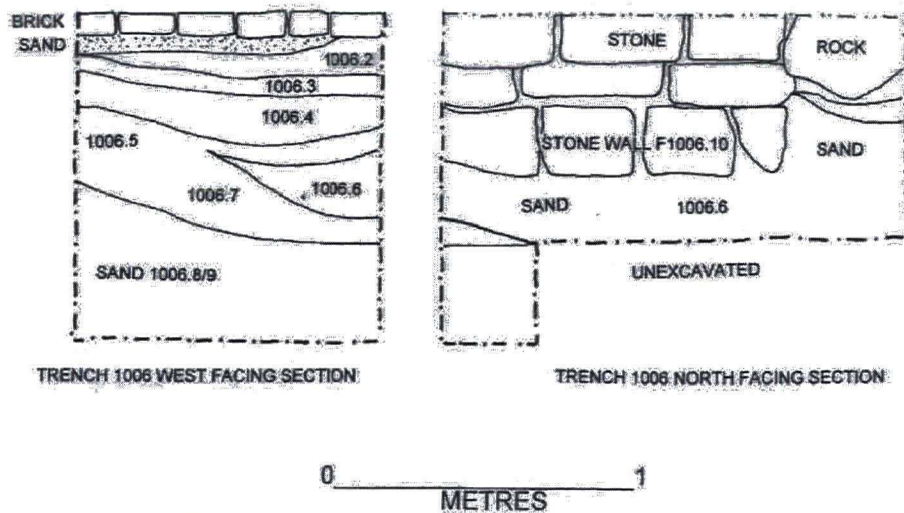 BRICK
SAND
1006.2
1006.3
1006.4
1006.5
1006.6
1006.7
SAND 1006.8/9
TRENCH 1006 WEST FACING SECTION
STONE
ROCK
STONE WALL F1006.10
SAND
SAND
1006.6
UNEXCAVATED
TRENCH 1006 NORTH FACING SECTION
0 1
METRES